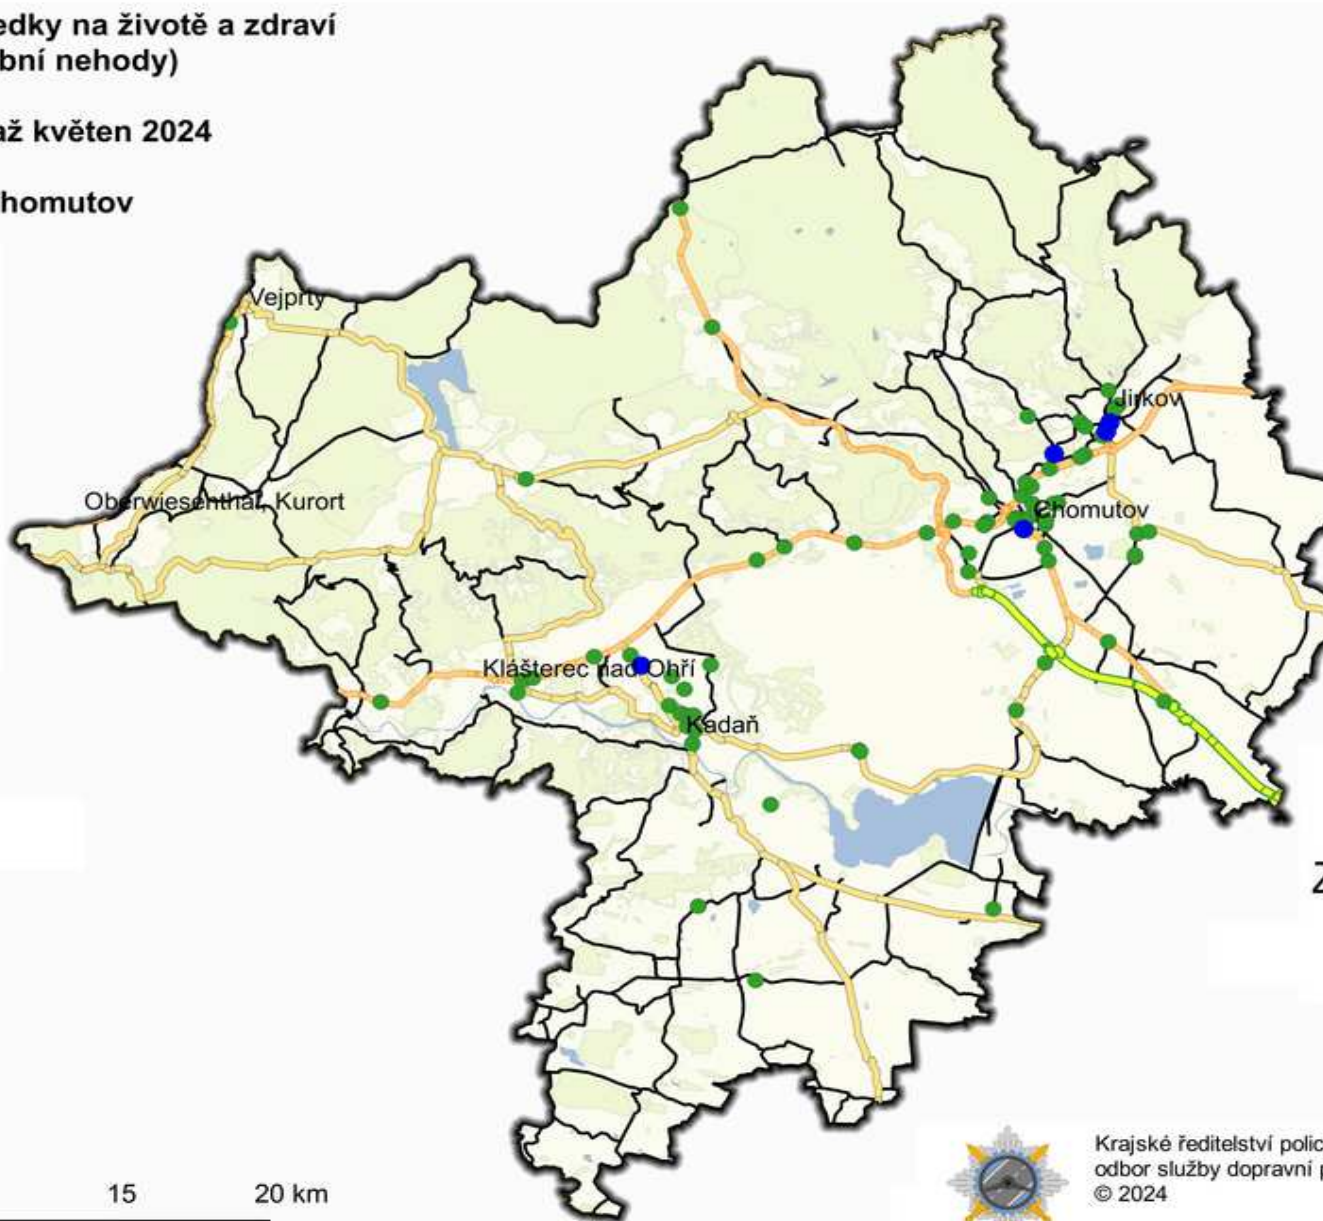 edky na životě a zdraví
bní nehody)
až květen 2024
homutov
Vejprty
Jirkov
Oberwiesenthal, Kurort
Chomutov
Klášterec nad Ohří
Kadaň
Z
15 20 km
Krajské ředitelství polic
odbor služby dopravní p
© 2024